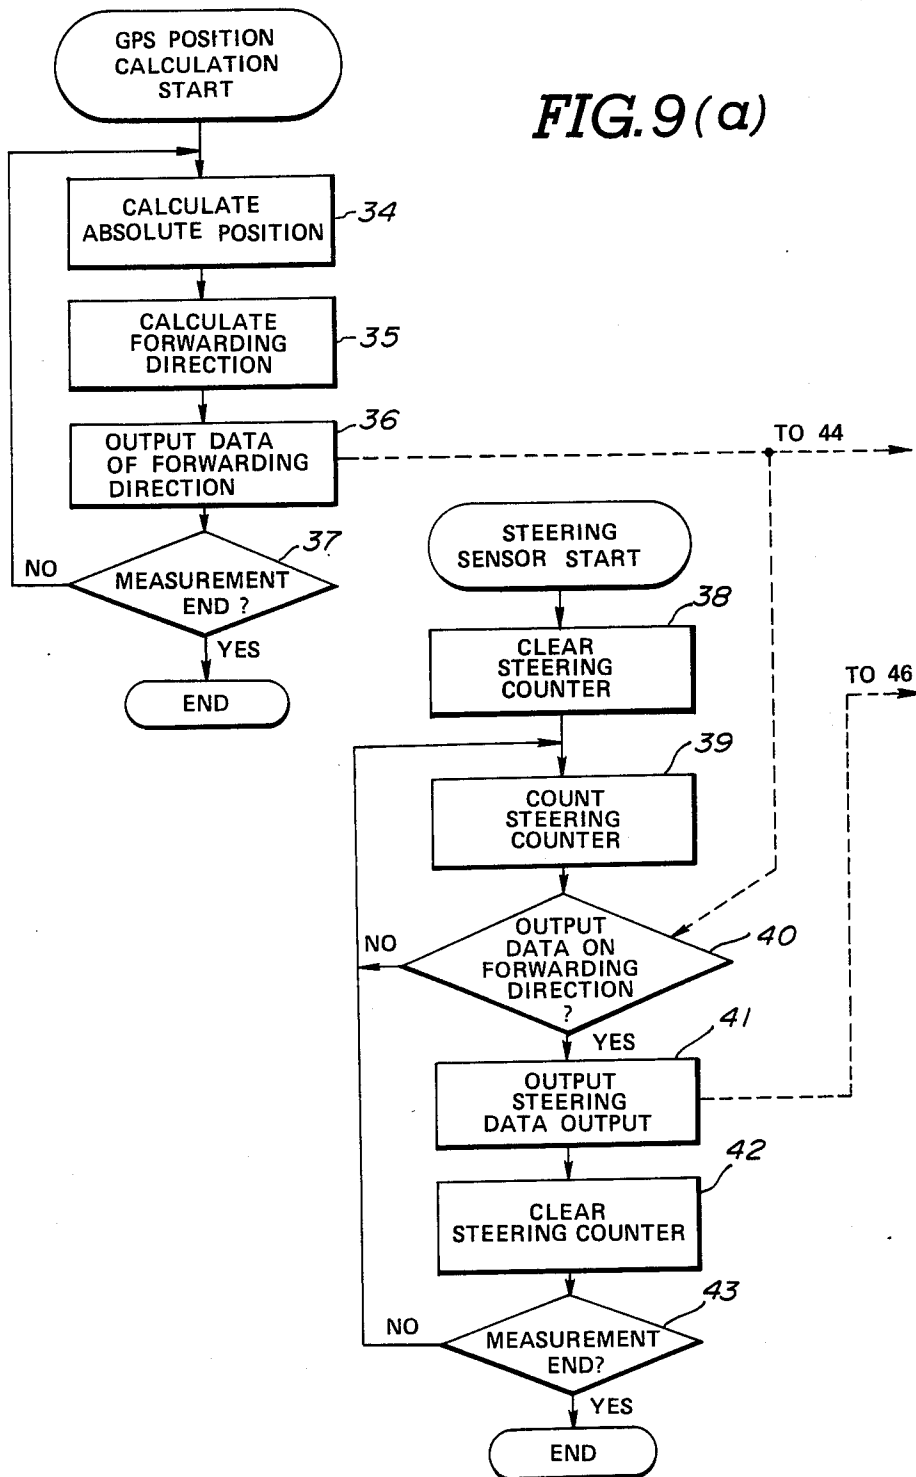 GPS POSITION
CALCULATION
START
FIG. 9 (a)
CALCULATE
ABSOLUTE POSITION
34
CALCULATE
FORWARDING
DIRECTION
35
36
OUTPUT DATA
OF FORWARDING
DIRECTION
TO 44
37
NO
MEASUREMENT
END ?
YES
END
STEERING
SENSOR START
38
CLEAR
STEERING
COUNTER
TO 46
39
COUNT
STEERING
COUNTER
NO
OUTPUT
DATA ON
FORWARDING
DIRECTION
?
40
YES
41
OUTPUT
STEERING
DATA OUTPUT
42
CLEAR
STEERING COUNTER
43
NO
MEASUREMENT
END?
YES
END